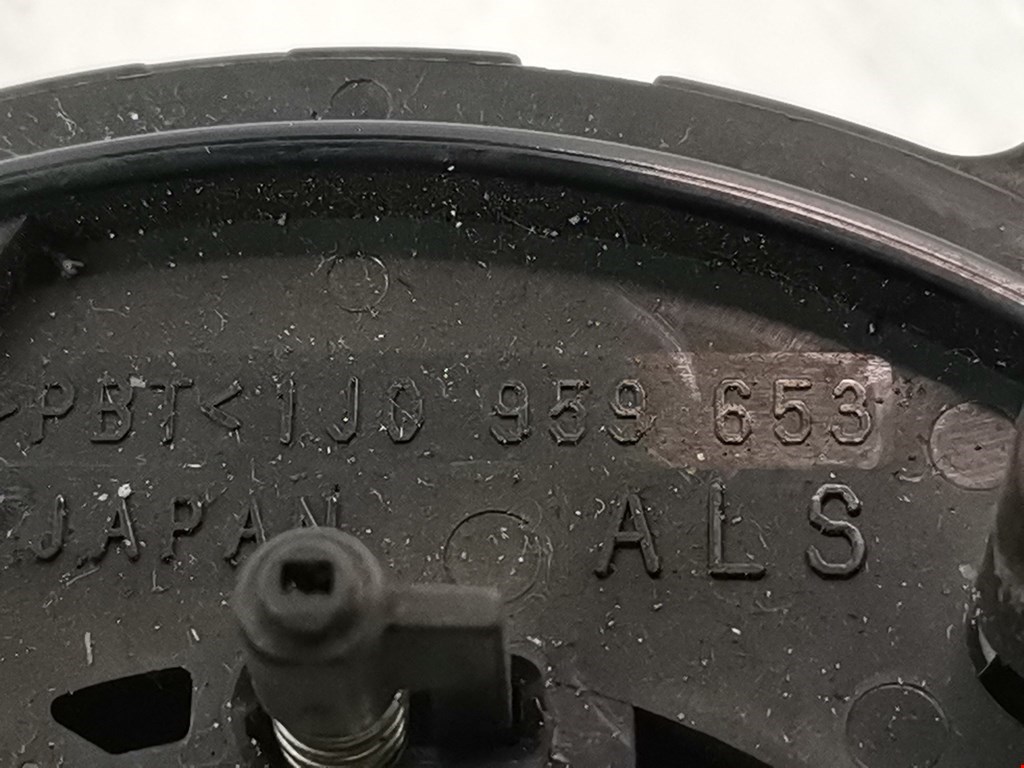 >PBT< 1J0 959 653
JAPAN ALS